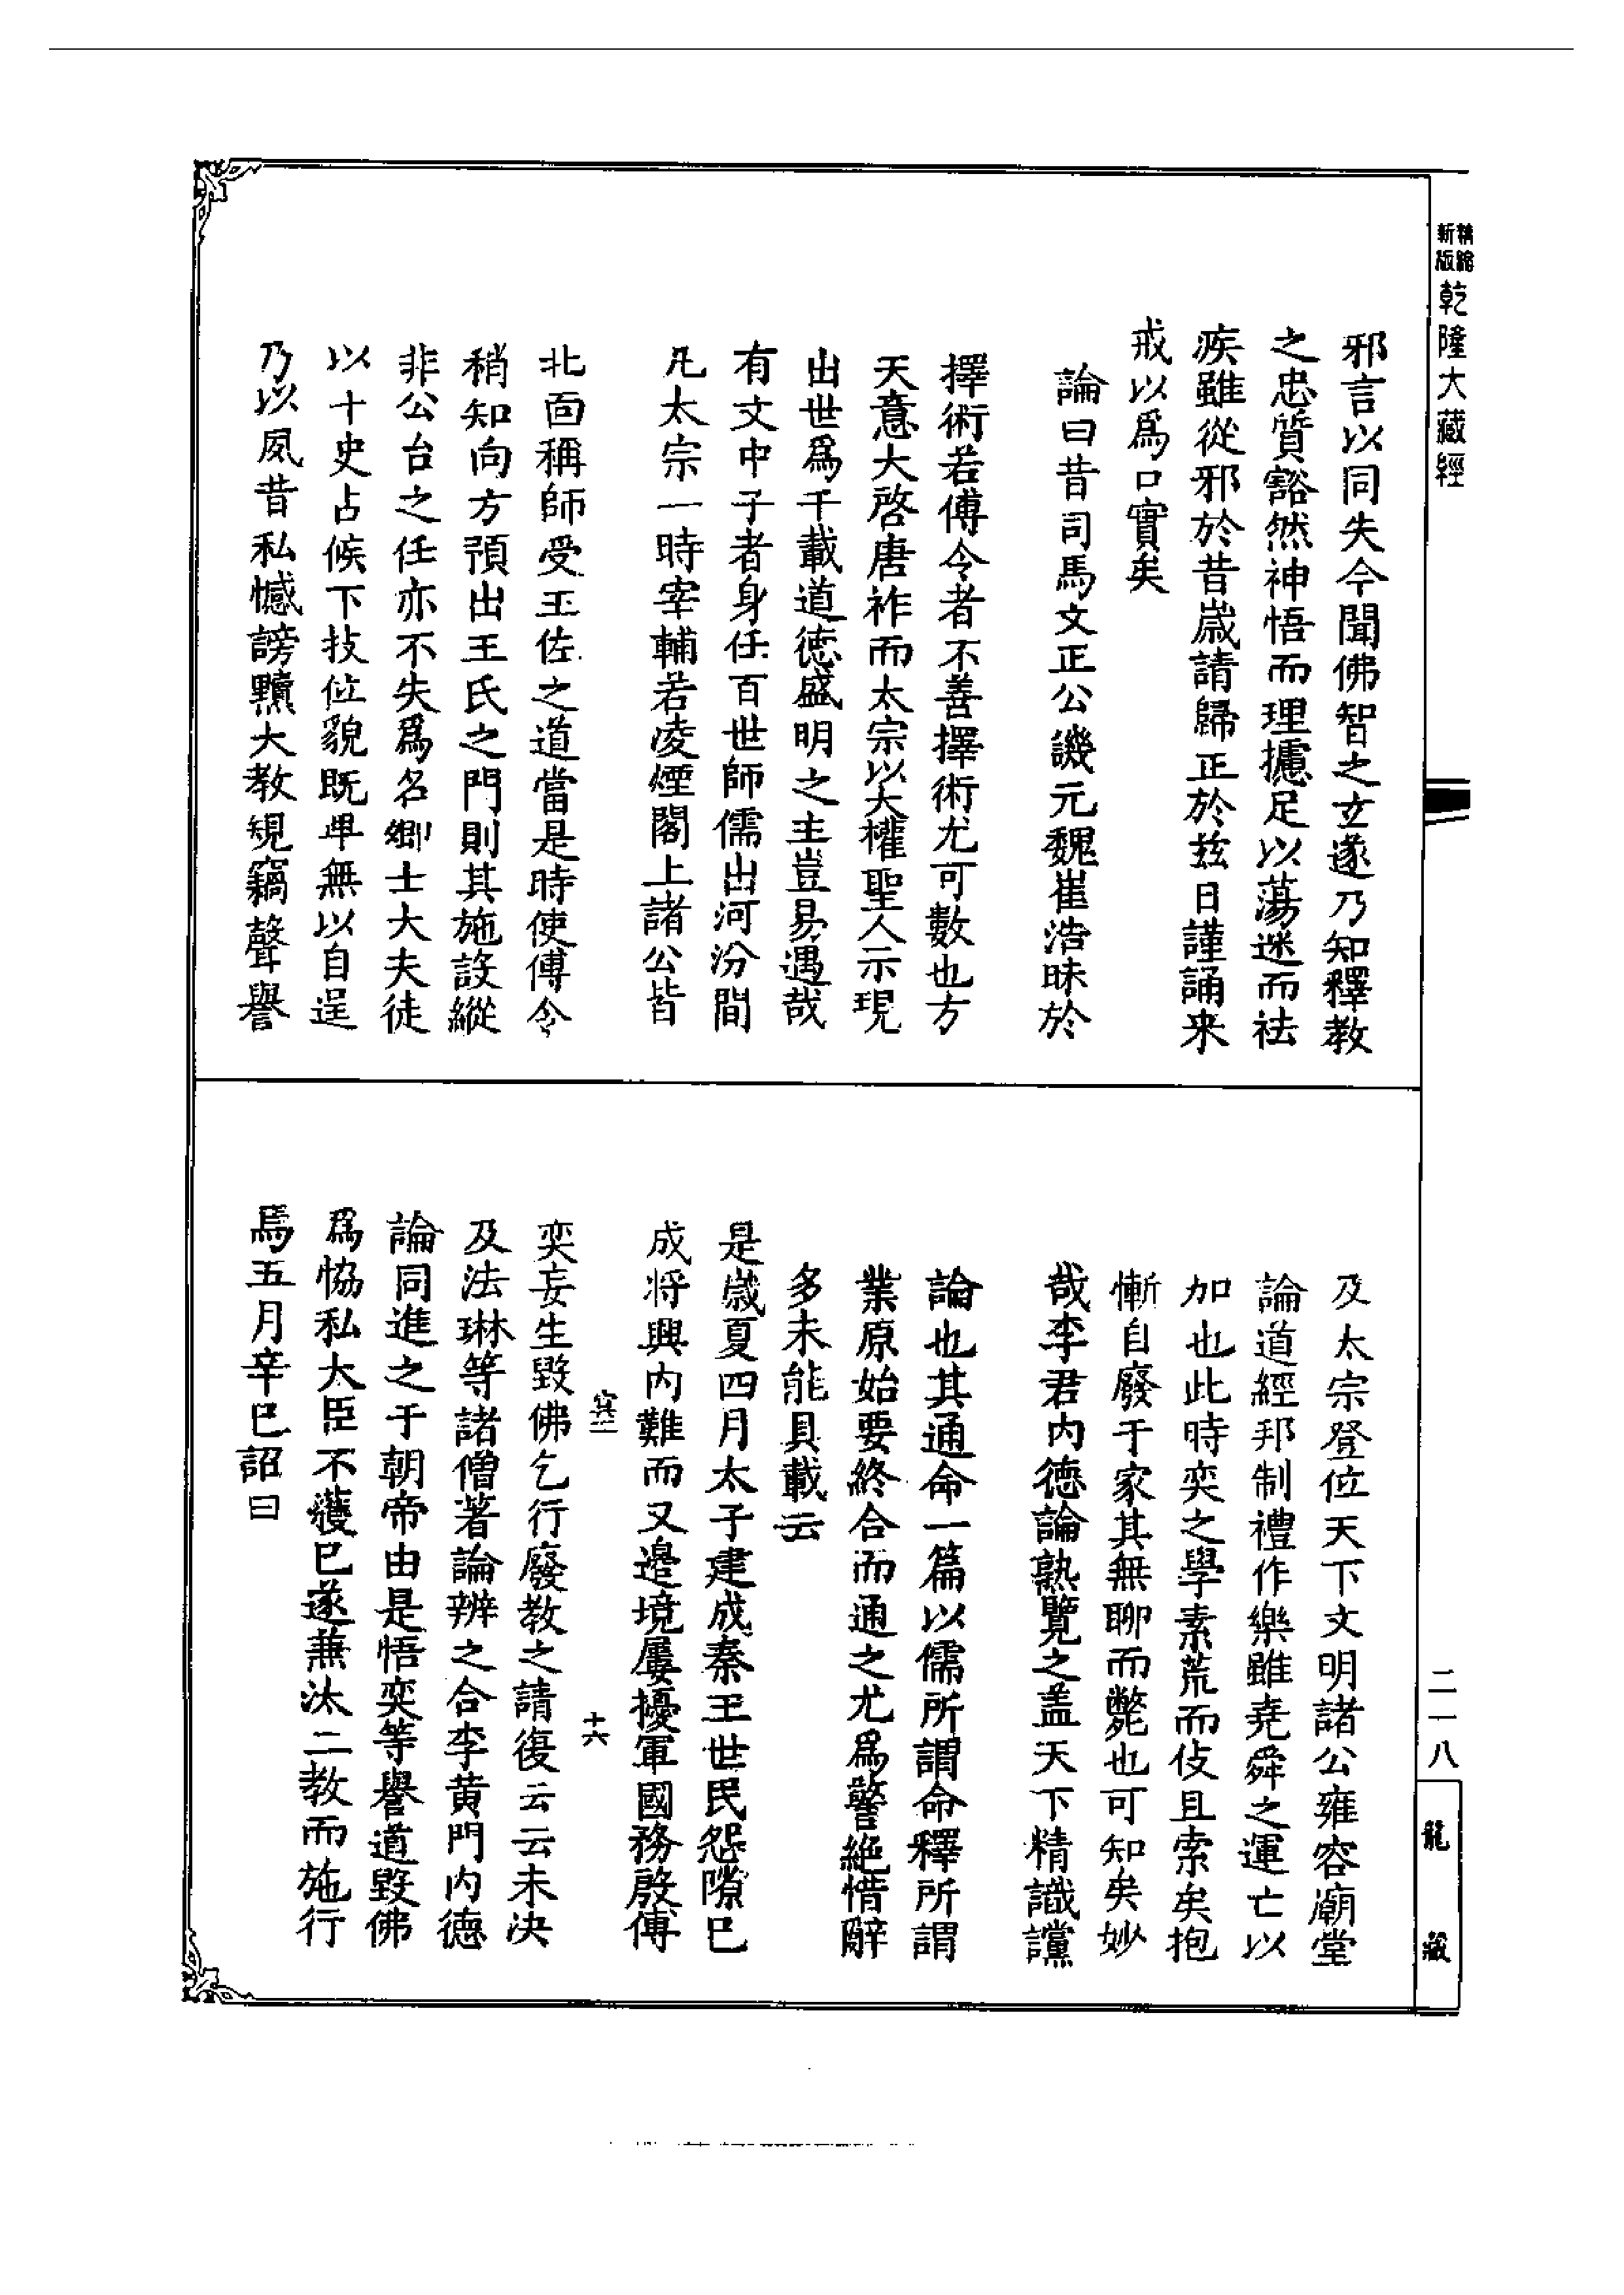 精縮
新版
乾隆大藏經
邪言以同失今聞佛智之玄遂乃知釋教
之忠質豁然神悟而理攄足以蕩迷而祛
疾雖從邪於昔歲請歸正於茲日謹誦来
戒以爲口實矣
論曰昔司馬文正公譏元魏崔浩昧於
擇術若傅令者不善擇術尤可數也方
天意大啓唐祚而太宗以大權聖人示現
出世爲千載道德盛明之主豈易遇哉
有文中子者身任百世師儒出河汾間
凡太宗一時宰輔若凌煙閣上諸公皆
北面稱師受王佐之道當是時使傅令
稍知向方預出王氏之門則其施設縱
非公台之任亦不失爲名卿士大夫徒
以十史占候下技位貌既卑無以自逞
乃以夙昔私憾謗黷大教規竊聲譽
及太宗登位天下文明諸公雍容廟堂
論道經邦制禮作樂雖堯舜之運亡以
加也此時奕之學素荒而伎且索矣抱
慚自廢于家其無聊而斃也可知矣妙
哉李君内德論熟覽之盖天下精識讜
論也其通命一篇以儒所謂命釋所謂
業原始要終合而通之尤爲警絶惜辭
多未能具載云
是歲夏四月太子建成秦王世民怨隙已
成将興内難而又邉境屢擾軍國務殷傅
奕妄生毀佛乞行廢教之請復云云未决
及法琳等諸僧著論辨之合李黄門内德
論同進之于朝帝由是悟奕等譽道毀佛
爲恊私大臣不獲已遂兼汰二教而施行
焉五月辛巳詔曰
十六
二一八
龍藏